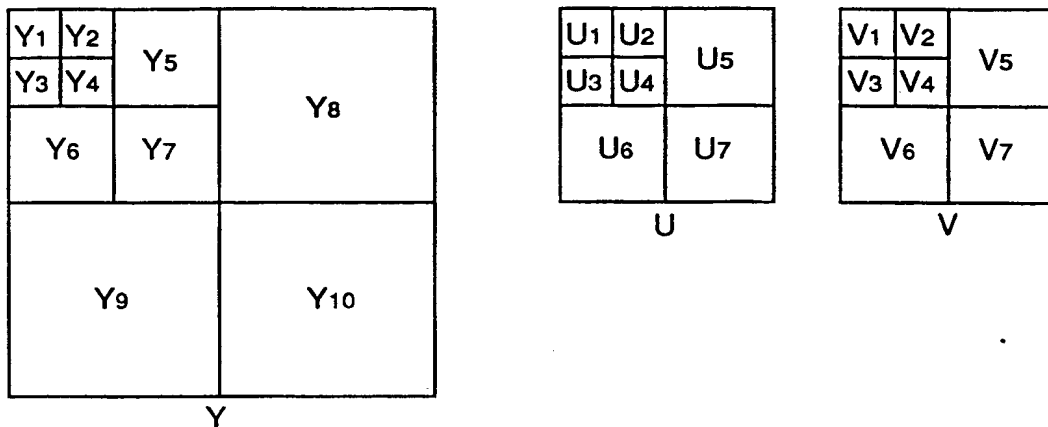 Y1 Y2 Y5 Y8
Y3 Y4
Y6 Y7
Y9 Y10
Y
U1 U2 U5
U3 U4
U6 U7
U
V1 V2 V5
V3 V4
V6 V7
V